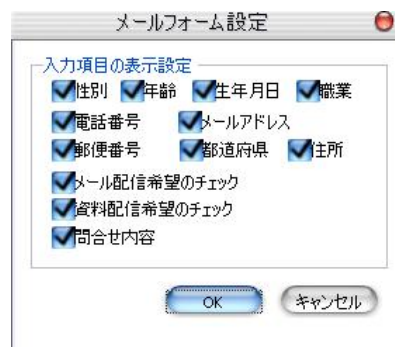 メールフォーム設定
入力項目の表示設定
性別 年齢 生年月日 職業
電話番号 メールアドレス
郵便番号 都道府県 住所
メール配信希望のチェック
資料配信希望のチェック
問合せ内容
OK キャンセル